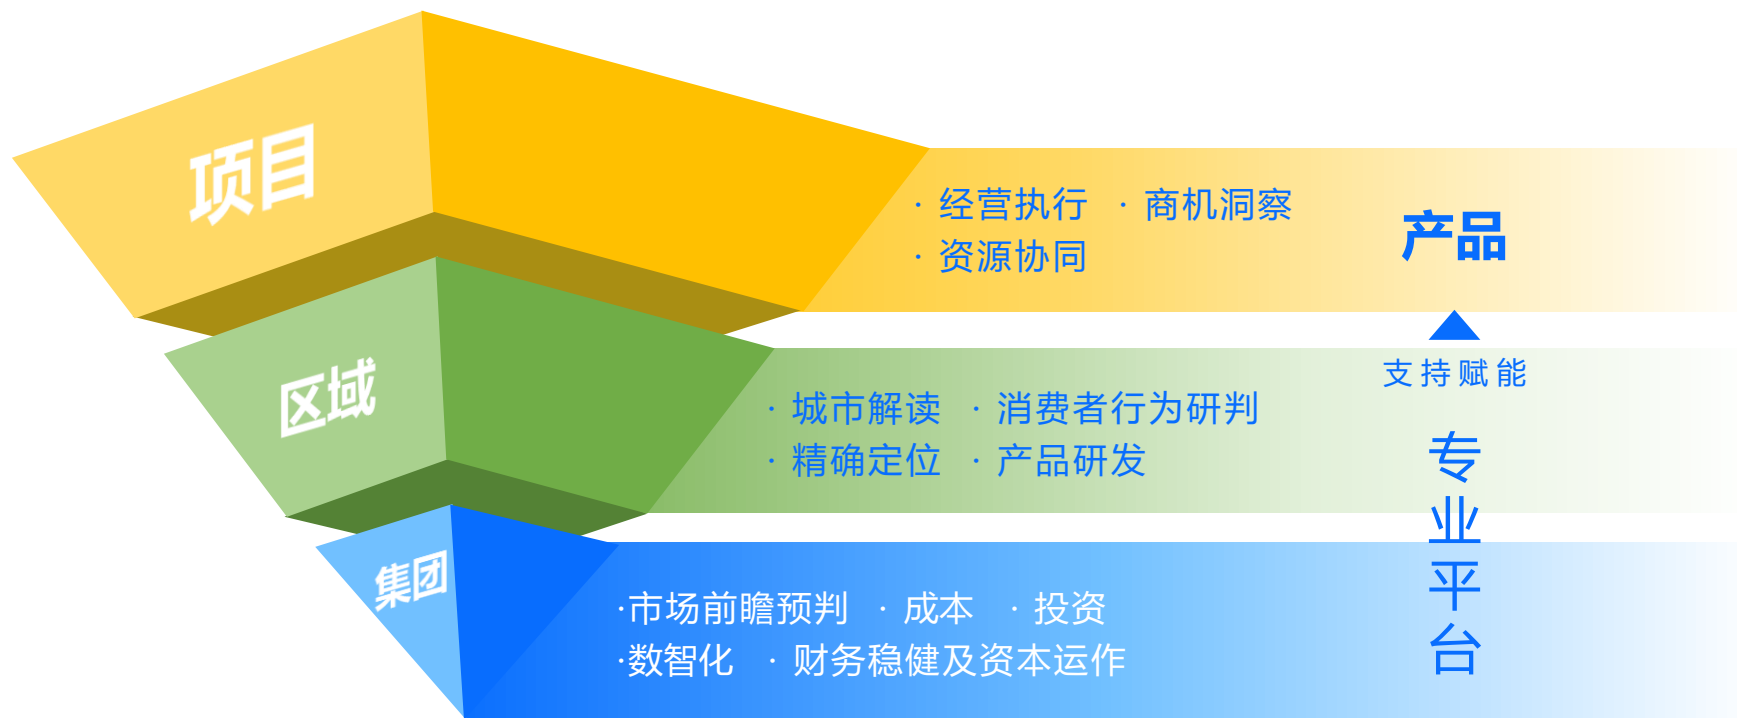 项目
· 经营执行 · 商机洞察
· 资源协同
产品
支持赋能
区域
· 城市解读 · 消费者行为研判
· 精确定位 · 产品研发
专业平台
集团
·市场前瞻预判 · 成本 · 投资
·数智化 · 财务稳健及资本运作